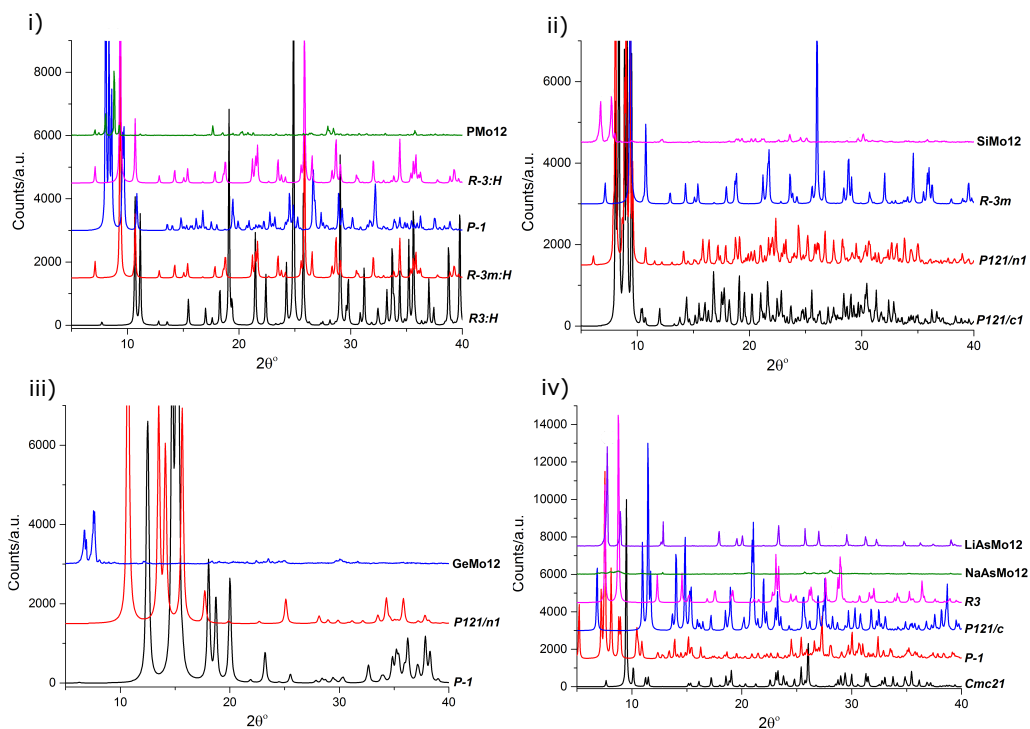 i)
8000
6000
4000
2000
0
Counts/a.u.
PMo12
R-3:H
P-1
R-3m:H
R3:H
10
20
30
40
2θ°
ii)
6000
3000
0
Counts/a.u.
SiMo12
R-3m
P121/n1
P121/c1
10
20
30
40
2θ°
iii)
6000
4000
2000
0
Counts/a.u.
GeMo12
P121/n1
P-1
10
20
30
40
2θ°
iv)
14000
12000
10000
8000
6000
4000
2000
0
Counts/a.u.
LiAsMo12
NaAsMo12
R3
P121/c
P-1
Cmc21
10
20
30
40
2θ°